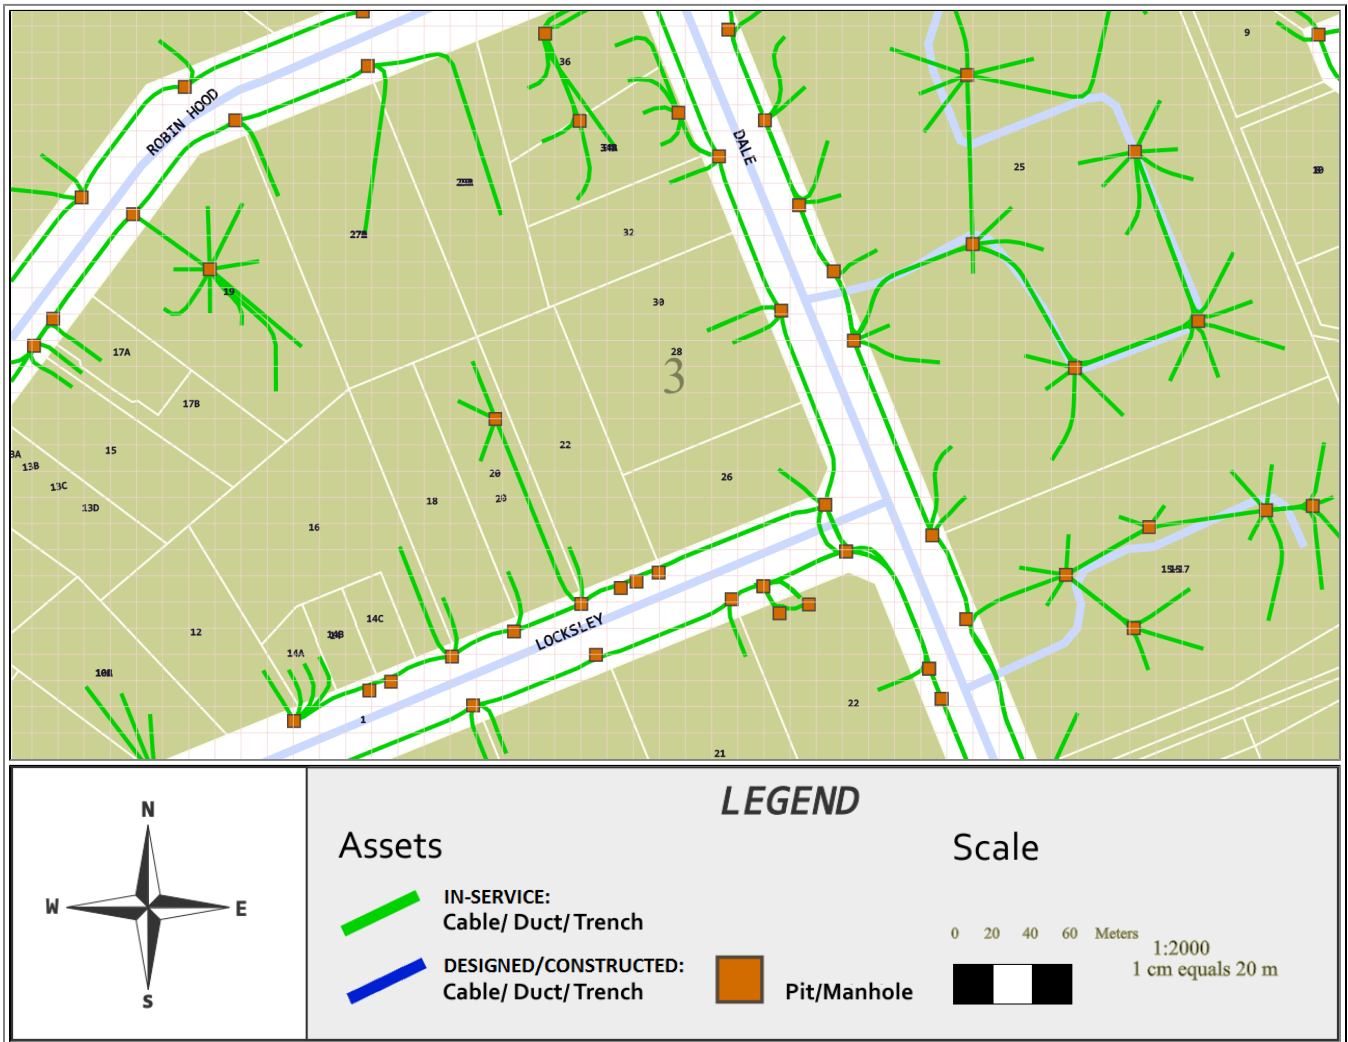 36
9
ROBIN HOOD
DALE
25
19
32
30
28
3
17A
17B
22
15
13B
13C
13D
20
18
26
16
14C
12
14A
LOCKSLEY
1
22
21
LEGEND
N
W E
S
Assets
IN-SERVICE:
Cable/ Duct/ Trench
DESIGNED/CONSTRUCTED:
Cable/ Duct/ Trench
Pit/Manhole
Scale
0 20 40 60 Meters
1:2000
1 cm equals 20 m